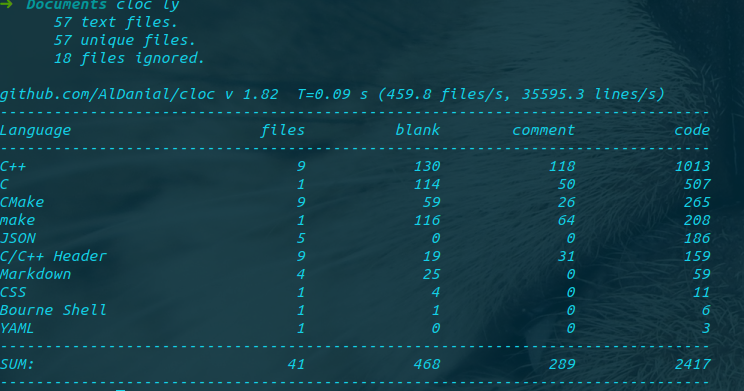 ➜ Documents cloc ly
57 text files.
57 unique files.
18 files ignored.
github.com/AlDanial/cloc v 1.82 T=0.09 s (459.8 files/s, 35595.3 lines/s)
-------------------------------------------------------------------------------
Language files blank comment code
-------------------------------------------------------------------------------
C++ 9 130 118 1013
C 1 114 50 507
CMake 9 59 26 265
make 1 116 64 208
JSON 5 0 0 186
C/C++ Header 9 19 31 159
Markdown 4 25 0 59
CSS 1 4 0 11
Bourne Shell 1 1 0 6
YAML 1 0 0 3
-------------------------------------------------------------------------------
SUM: 41 468 289 2417
-------------------------------------------------------------------------------